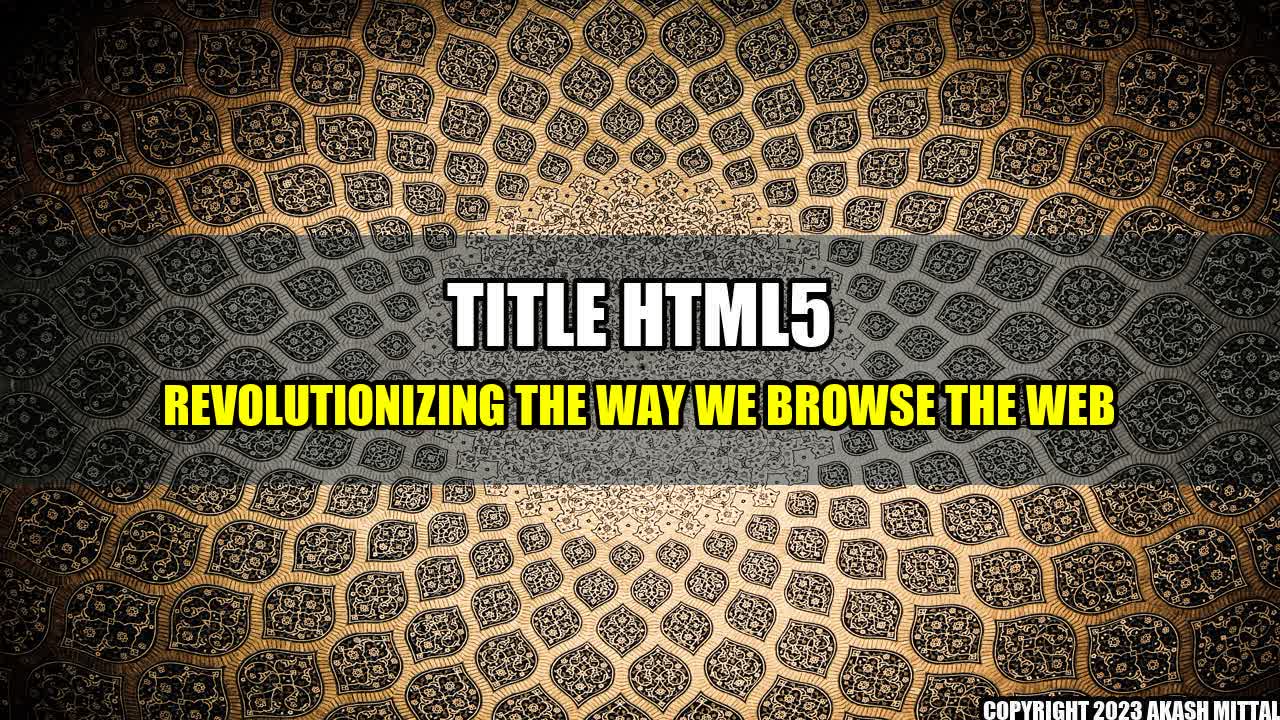 TITLE HTML5
REVOLUTIONIZING THE WAY WE BROWSE THE WEB
COPYRIGHT 2023 AKASH MITTAL